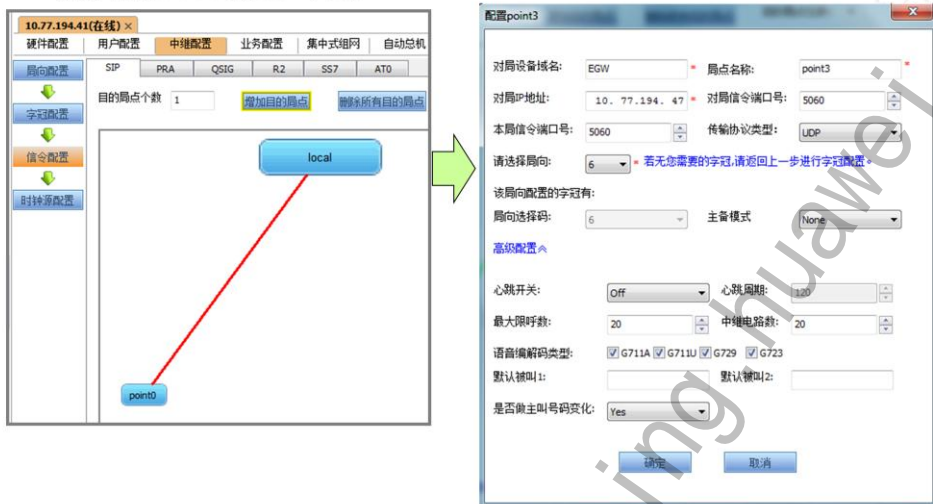 10.77.194.41(在线) ×
硬件配置 用户配置 中继配置 业务配置 集中式组网 自动总机
局向配置
字冠配置
信令配置
时钟源配置
SIP PRA QSIG R2 SS7 AT0
目的局点个数 1 增加目的局点 删除所有目的局点
local
point0
配置point3
对局设备域名: EGW * 局点名称: point3 *
对局IP地址: 10. 77.194. 47 * 对局信令端口号: 5060
本局信令端口号: 5060 传输协议类型: UDP
请选择局向: 6 * 若无您需要的字冠,请返回上一步进行字冠配置。
该局向配置的字冠有:
局向选择码: 6 主备模式 None
高级配置
心跳开关: Off 心跳周期: 120
最大限呼数: 20 中继电路数: 20
语音编解码类型: G711A G711U G729 G723
默认被叫1: 默认被叫2:
是否做主叫号码变化: Yes
确定 取消
ing.huawei